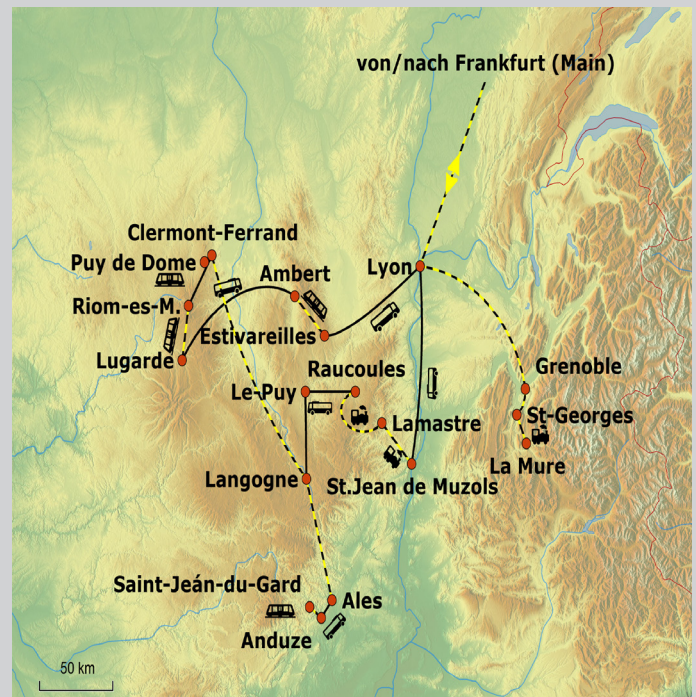 von/nach Frankfurt (Main)
Clermont-Ferrand
Puy de Dome
Ambert
Lyon
Riom-es-M.
Estivareilles
Lugarde
Raucoules
Grenoble
Le-Puy
Lamastre
St-Georges
La Mure
Langogne
St.Jean de Muzols
Saint-Jeán-du-Gard
Ales
Anduze
50 km